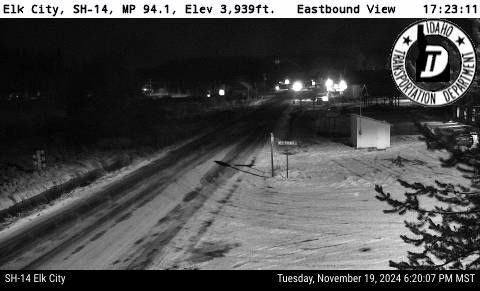 Elk City, SH-14, MP 94.1, Elev 3,939ft. Eastbound View 17:23:11
IDAHO
TRANSPORTATION DEPARTMENT
SH-14 Elk City Tuesday, November 19, 2024 6:20:07 PM MST